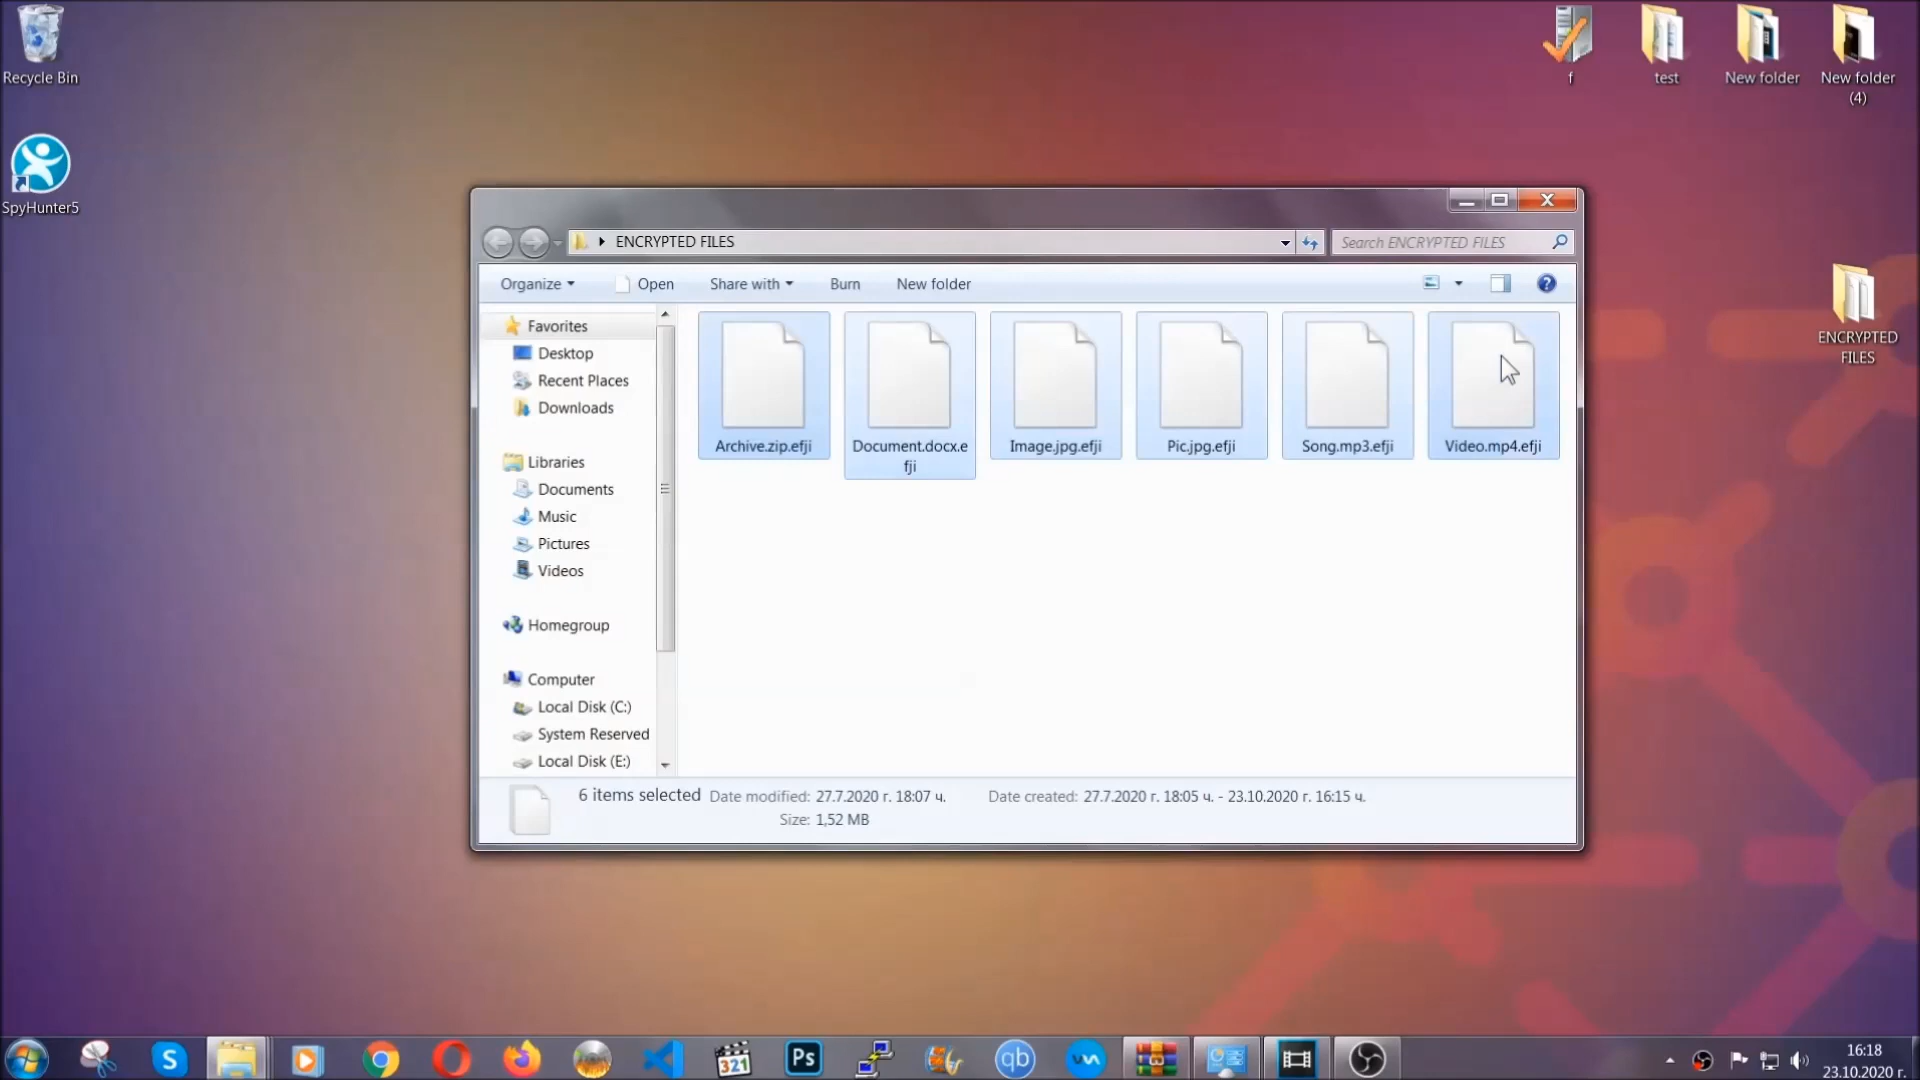 Recycle Bin
SpyHunter5
f
test
New folder
New folder
(4)
ENCRYPTED
FILES
ENCRYPTED FILES
Search ENCRYPTED FILES
Organize
Open
Share with
Burn
New folder
Favorites
Desktop
Recent Places
Downloads
Libraries
Documents
Music
Pictures
Videos
Homegroup
Computer
Local Disk (C:)
System Reserved
Local Disk (E:)
Archive.zip.efji
Document.docx.e
fji
Image.jpg.efji
Pic.jpg.efji
Song.mp3.efji
Video.mp4.efji
6 items selected
Date modified: 27.7.2020 г. 18:07 ч.
Date created: 27.7.2020 г. 18:05 ч. - 23.10.2020 г. 16:15 ч.
Size: 1,52 MB
S
321
Ps
qb
16:18
23.10.2020 г.